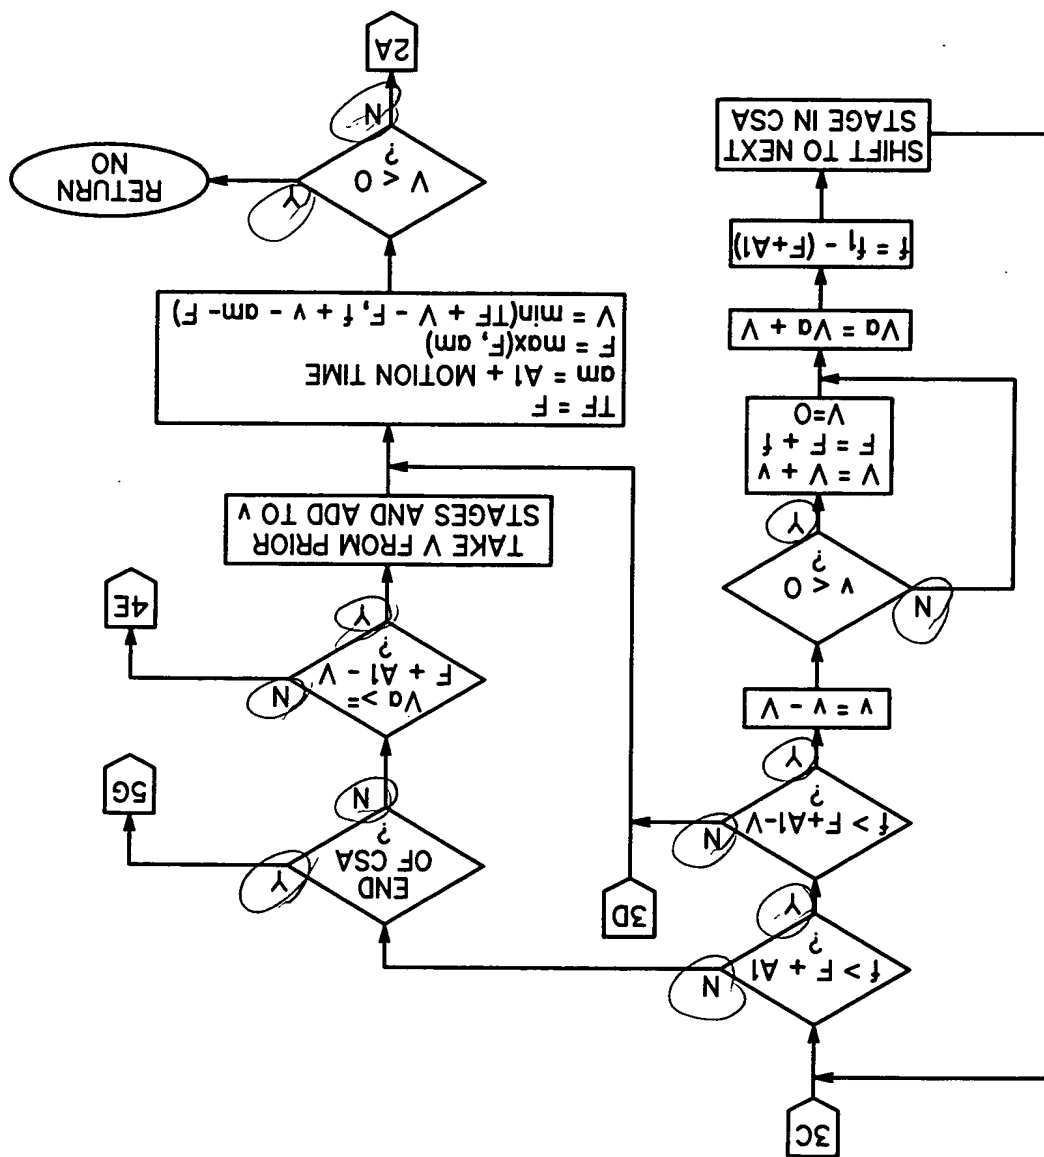 3C
f > F + A1
?
N
Y
f > F+A1-V
?
N
Y
v = v - V
v < 0
?
N
Y
V = V + v
F = F + f
V=0
Va = Va + V
f = f1 - (F+A1)
SHIFT TO NEXT
STAGE IN CSA
3D
END
OF CSA
?
Y
N
5G
Va >=
F + A1 - V
?
N
Y
4E
TAKE V FROM PRIOR
STAGES AND ADD TO v
TF = F
am = A1 + MOTION TIME
F = max(F, am)
V = min(TF + V - F, f + v - am- F)
V < 0
?
Y
N
RETURN
NO
2A